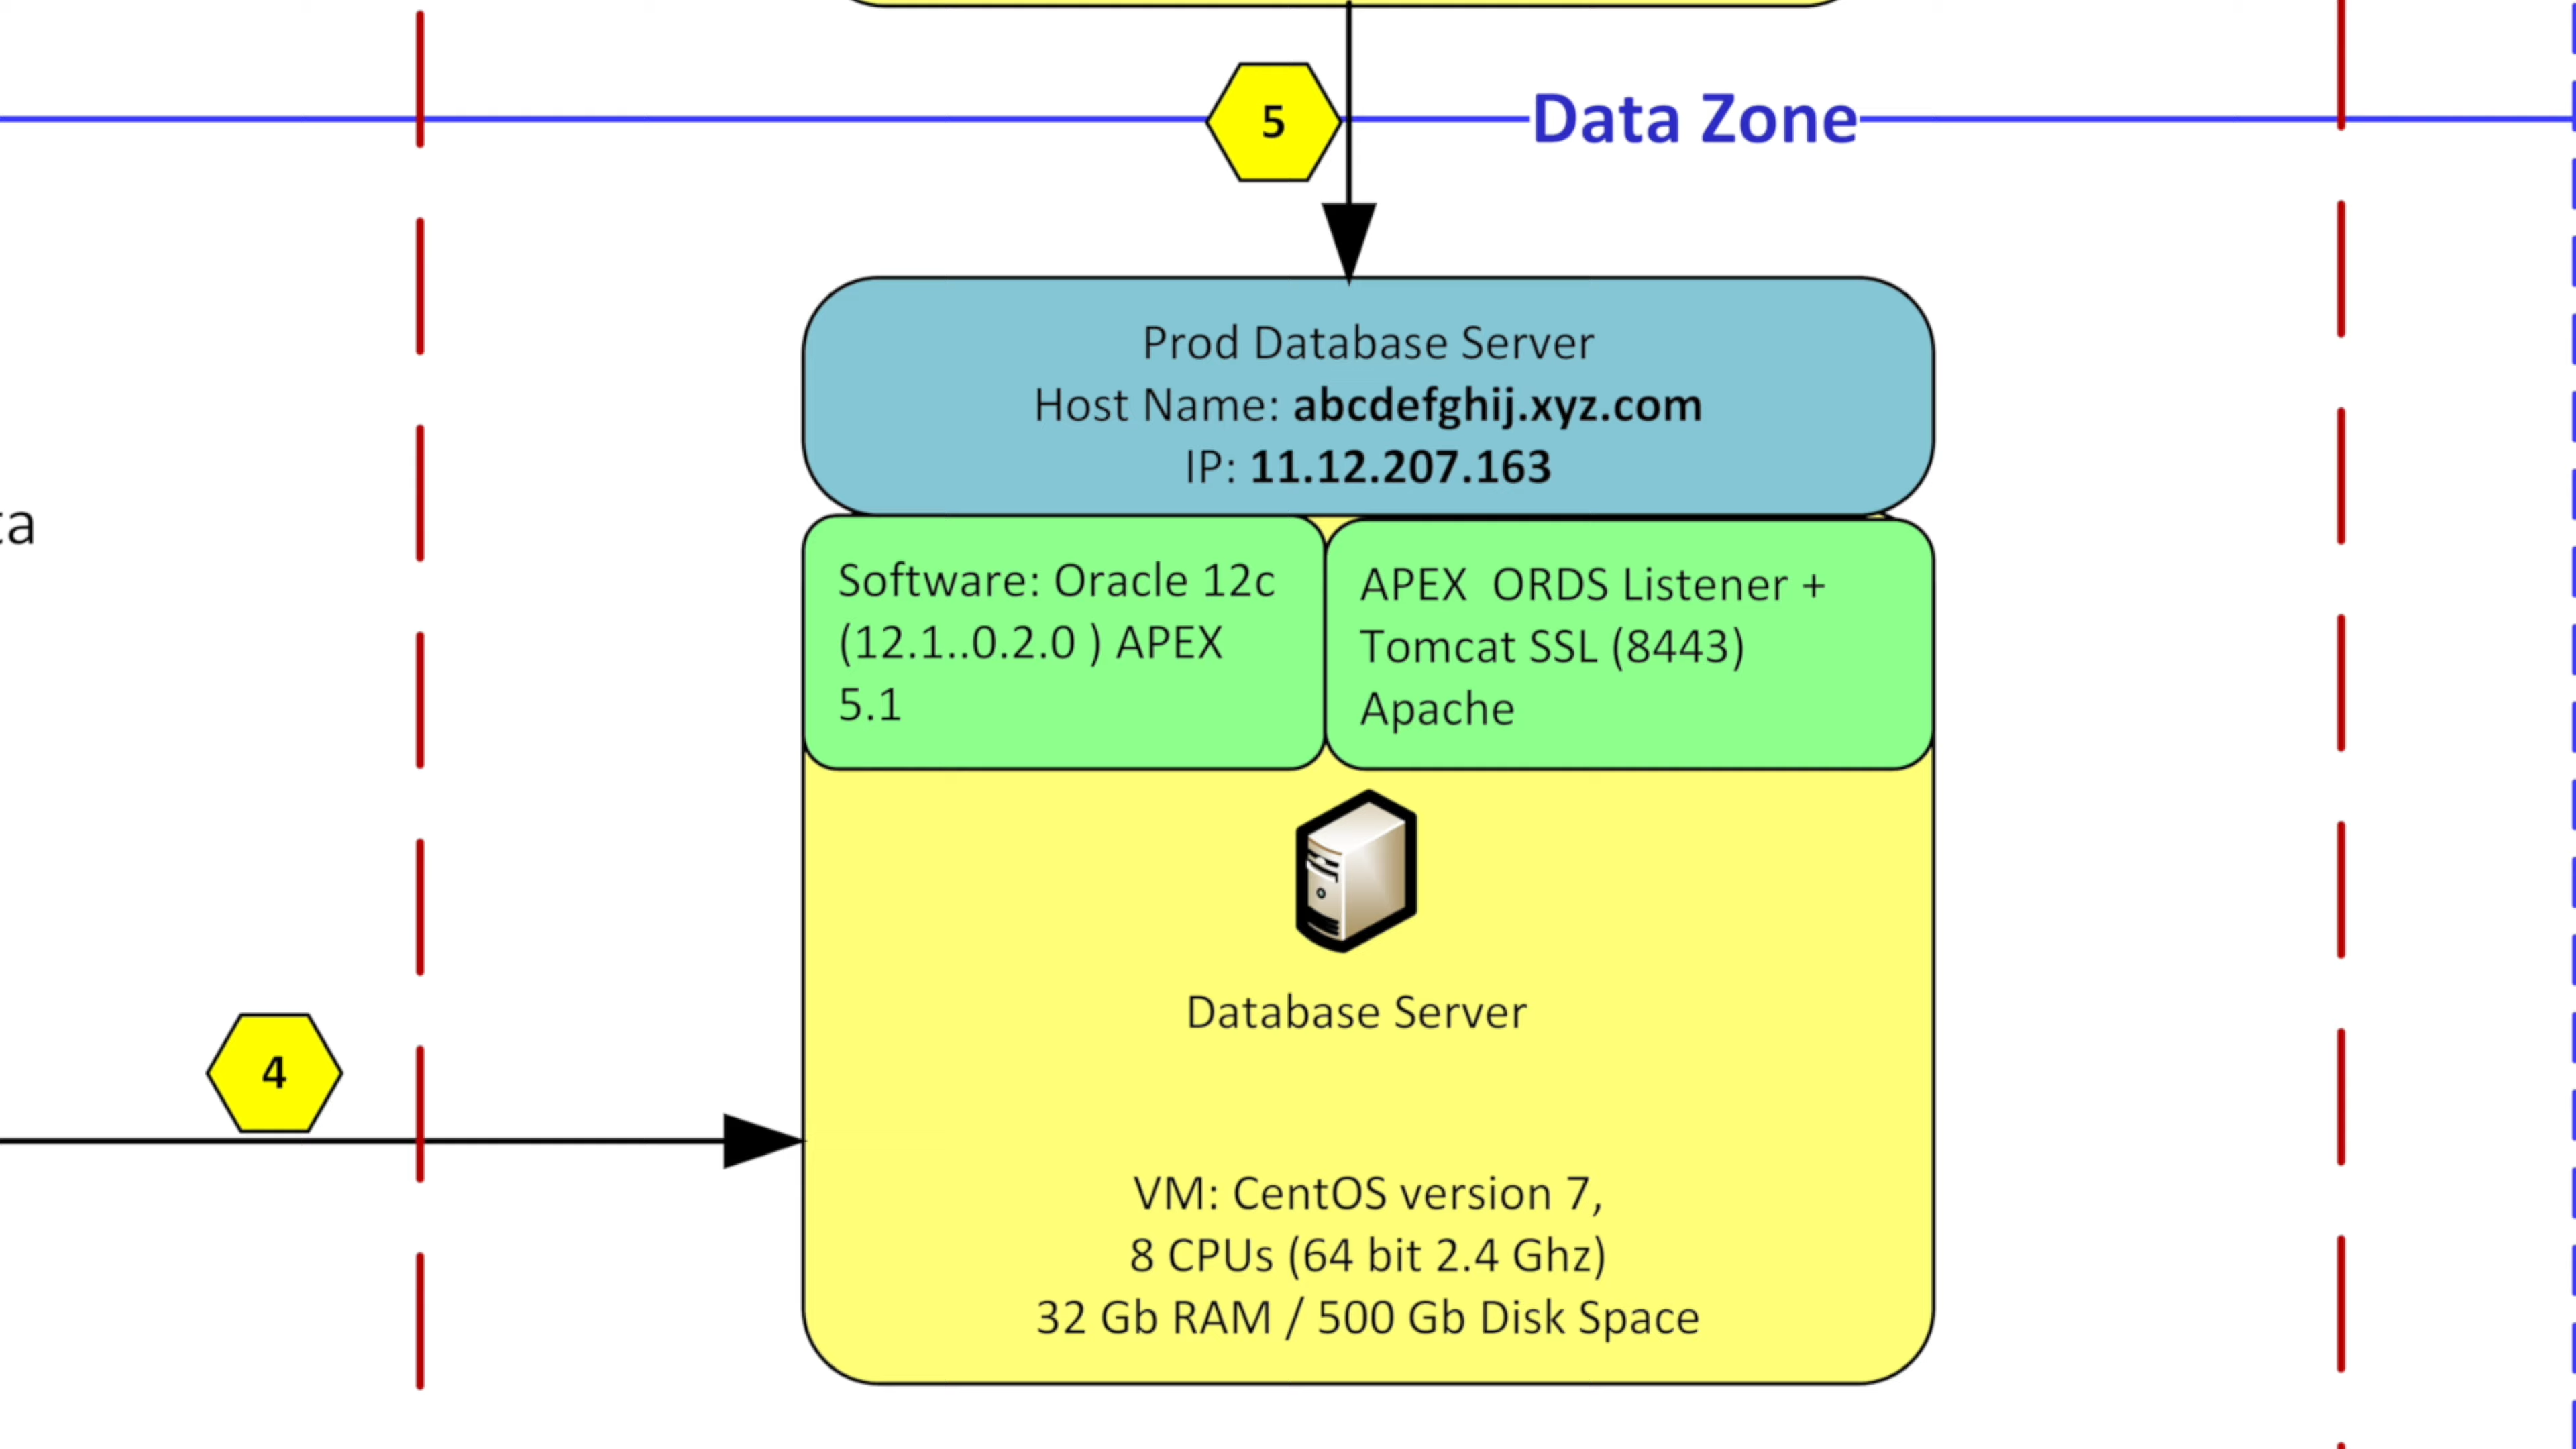 5
Data Zone
Prod Database Server
Host Name: abcdefghij.xyz.com
IP: 11.12.207.163
ta
Software: Oracle 12c
(12.1..0.2.0 ) APEX
5.1
APEX  ORDS Listener +
Tomcat SSL (8443)
Apache
Database Server
4
VM: CentOS version 7,
8 CPUs (64 bit 2.4 Ghz)
32 Gb RAM / 500 Gb Disk Space